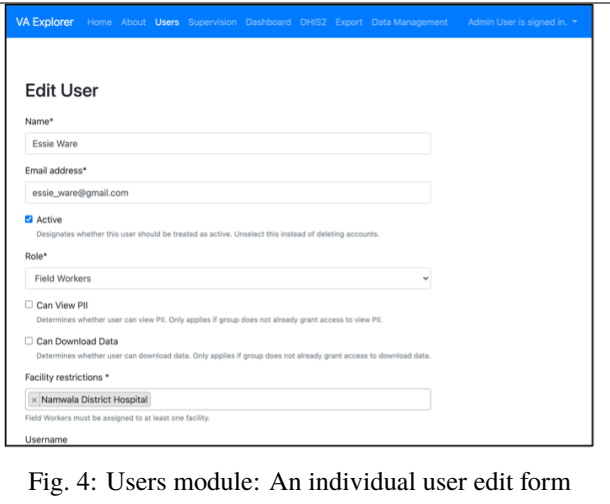 VA Explorer Home About Users Supervision Dashboard DHIS2 Export Data Management Admin User is signed in.
Edit User
Name*
Essie Ware
Email address*
essie_ware@gmail.com
Active
Designates whether this user should be treated as active. Unselect this instead of deleting accounts.
Role*
Field Workers
Can View PII
Determines whether user can view PII. Only applies if group does not already grant access to view PII.
Can Download Data
Determines whether user can download data. Only applies if group does not already grant access to download data.
Facility restrictions *
× Namwala District Hospital
Field Workers must be assigned to at least one facility.
Username
Fig. 4: Users module: An individual user edit form